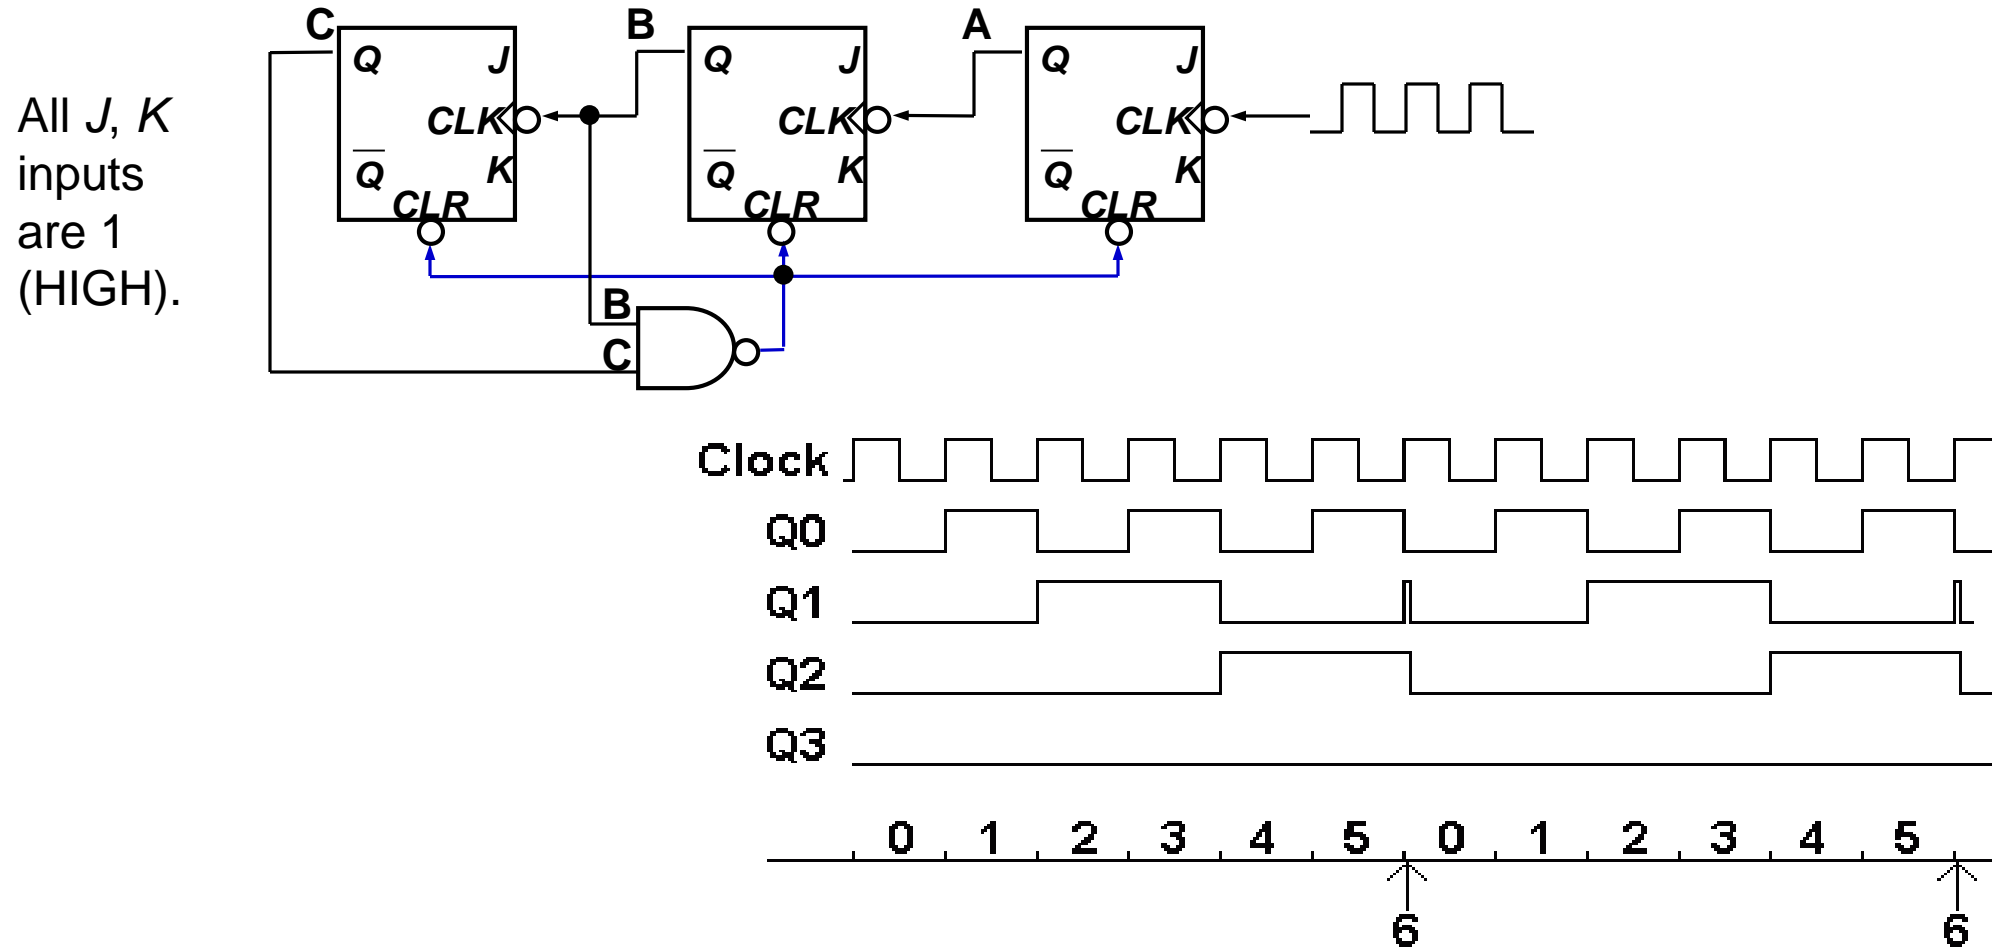 C B A
Q J Q J Q J
All J, K
inputs
are 1
(HIGH).
CLK CLK CLK
Q̅ K Q̅ K Q̅ K
CLR CLR CLR
B
C
Clock
Q0
Q1
Q2
Q3
0 1 2 3 4 5 0 1 2 3 4 5
6 6